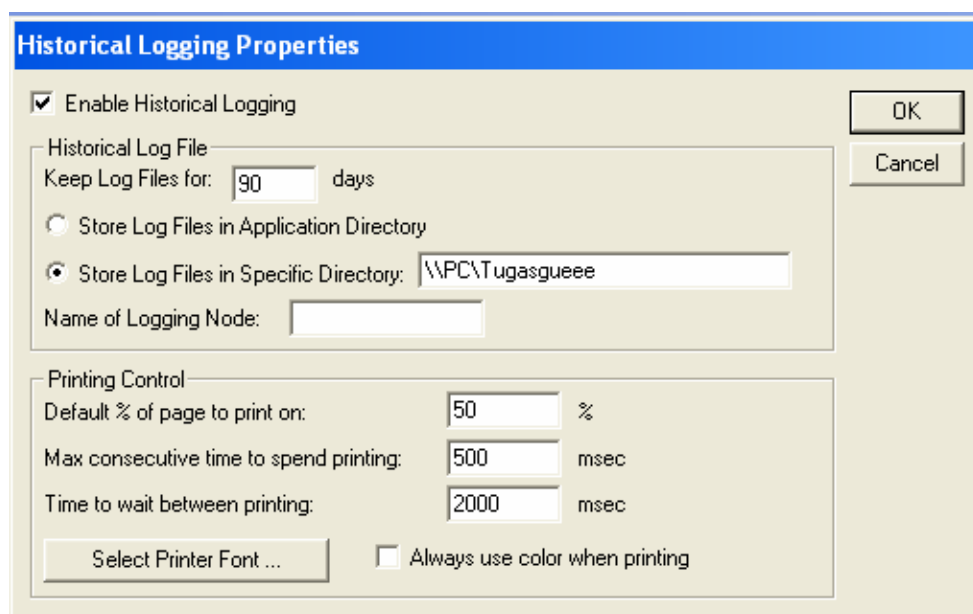 Historical Logging Properties
Enable Historical Logging
OK
Historical Log File
Cancel
Keep Log Files for: 90 days
Store Log Files in Application Directory
Store Log Files in Specific Directory: \\PC\Tugasgueee
Name of Logging Node:
Printing Control
Default % of page to print on: 50 %
Max consecutive time to spend printing: 500 msec
Time to wait between printing: 2000 msec
Select Printer Font ... Always use color when printing